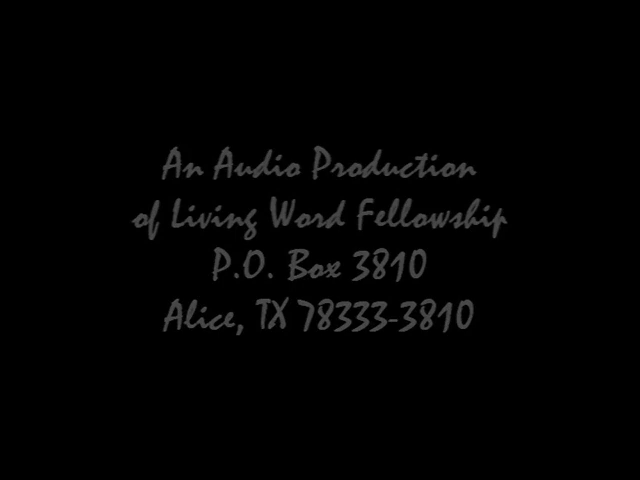 An Audio Production
of Living Word Fellowship
P.O. Box 3810
Alice, TX 78333-3810